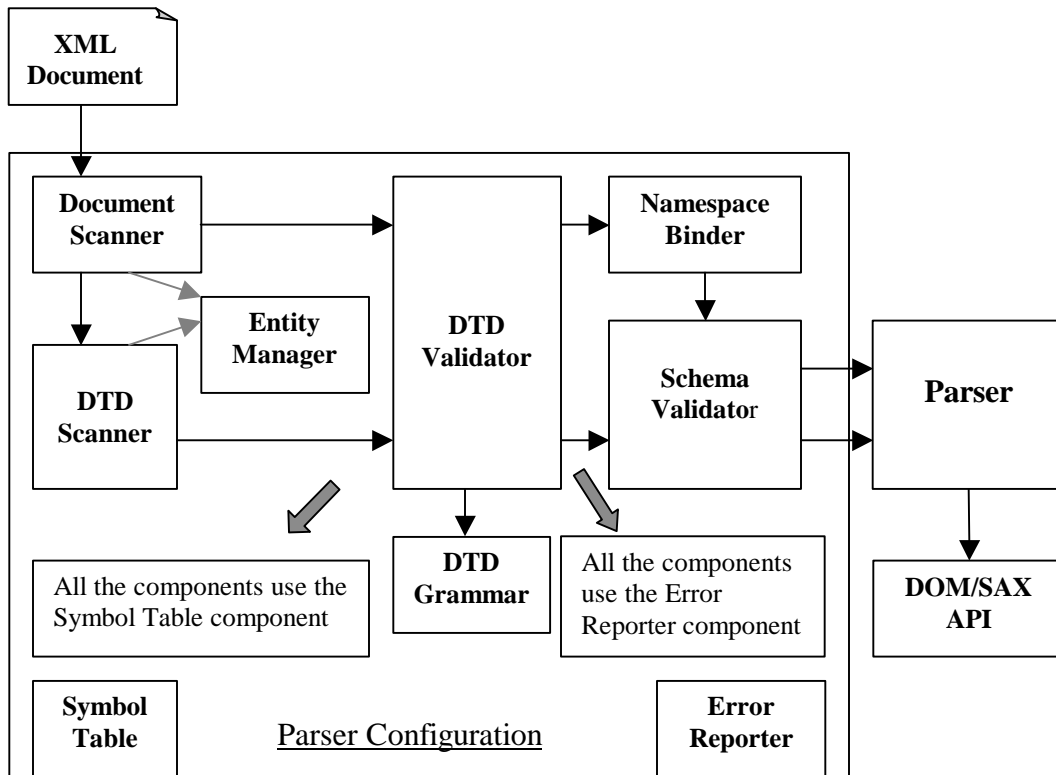 XML
Document
Document
Scanner
Namespace
Binder
Entity
Manager
DTD
Validator
DTD
Scanner
Schema
Validator
Parser
All the components use the
Symbol Table component
DTD
Grammar
All the components
use the Error
Reporter component
DOM/SAX
API
Symbol
Table
Parser Configuration
Error
Reporter